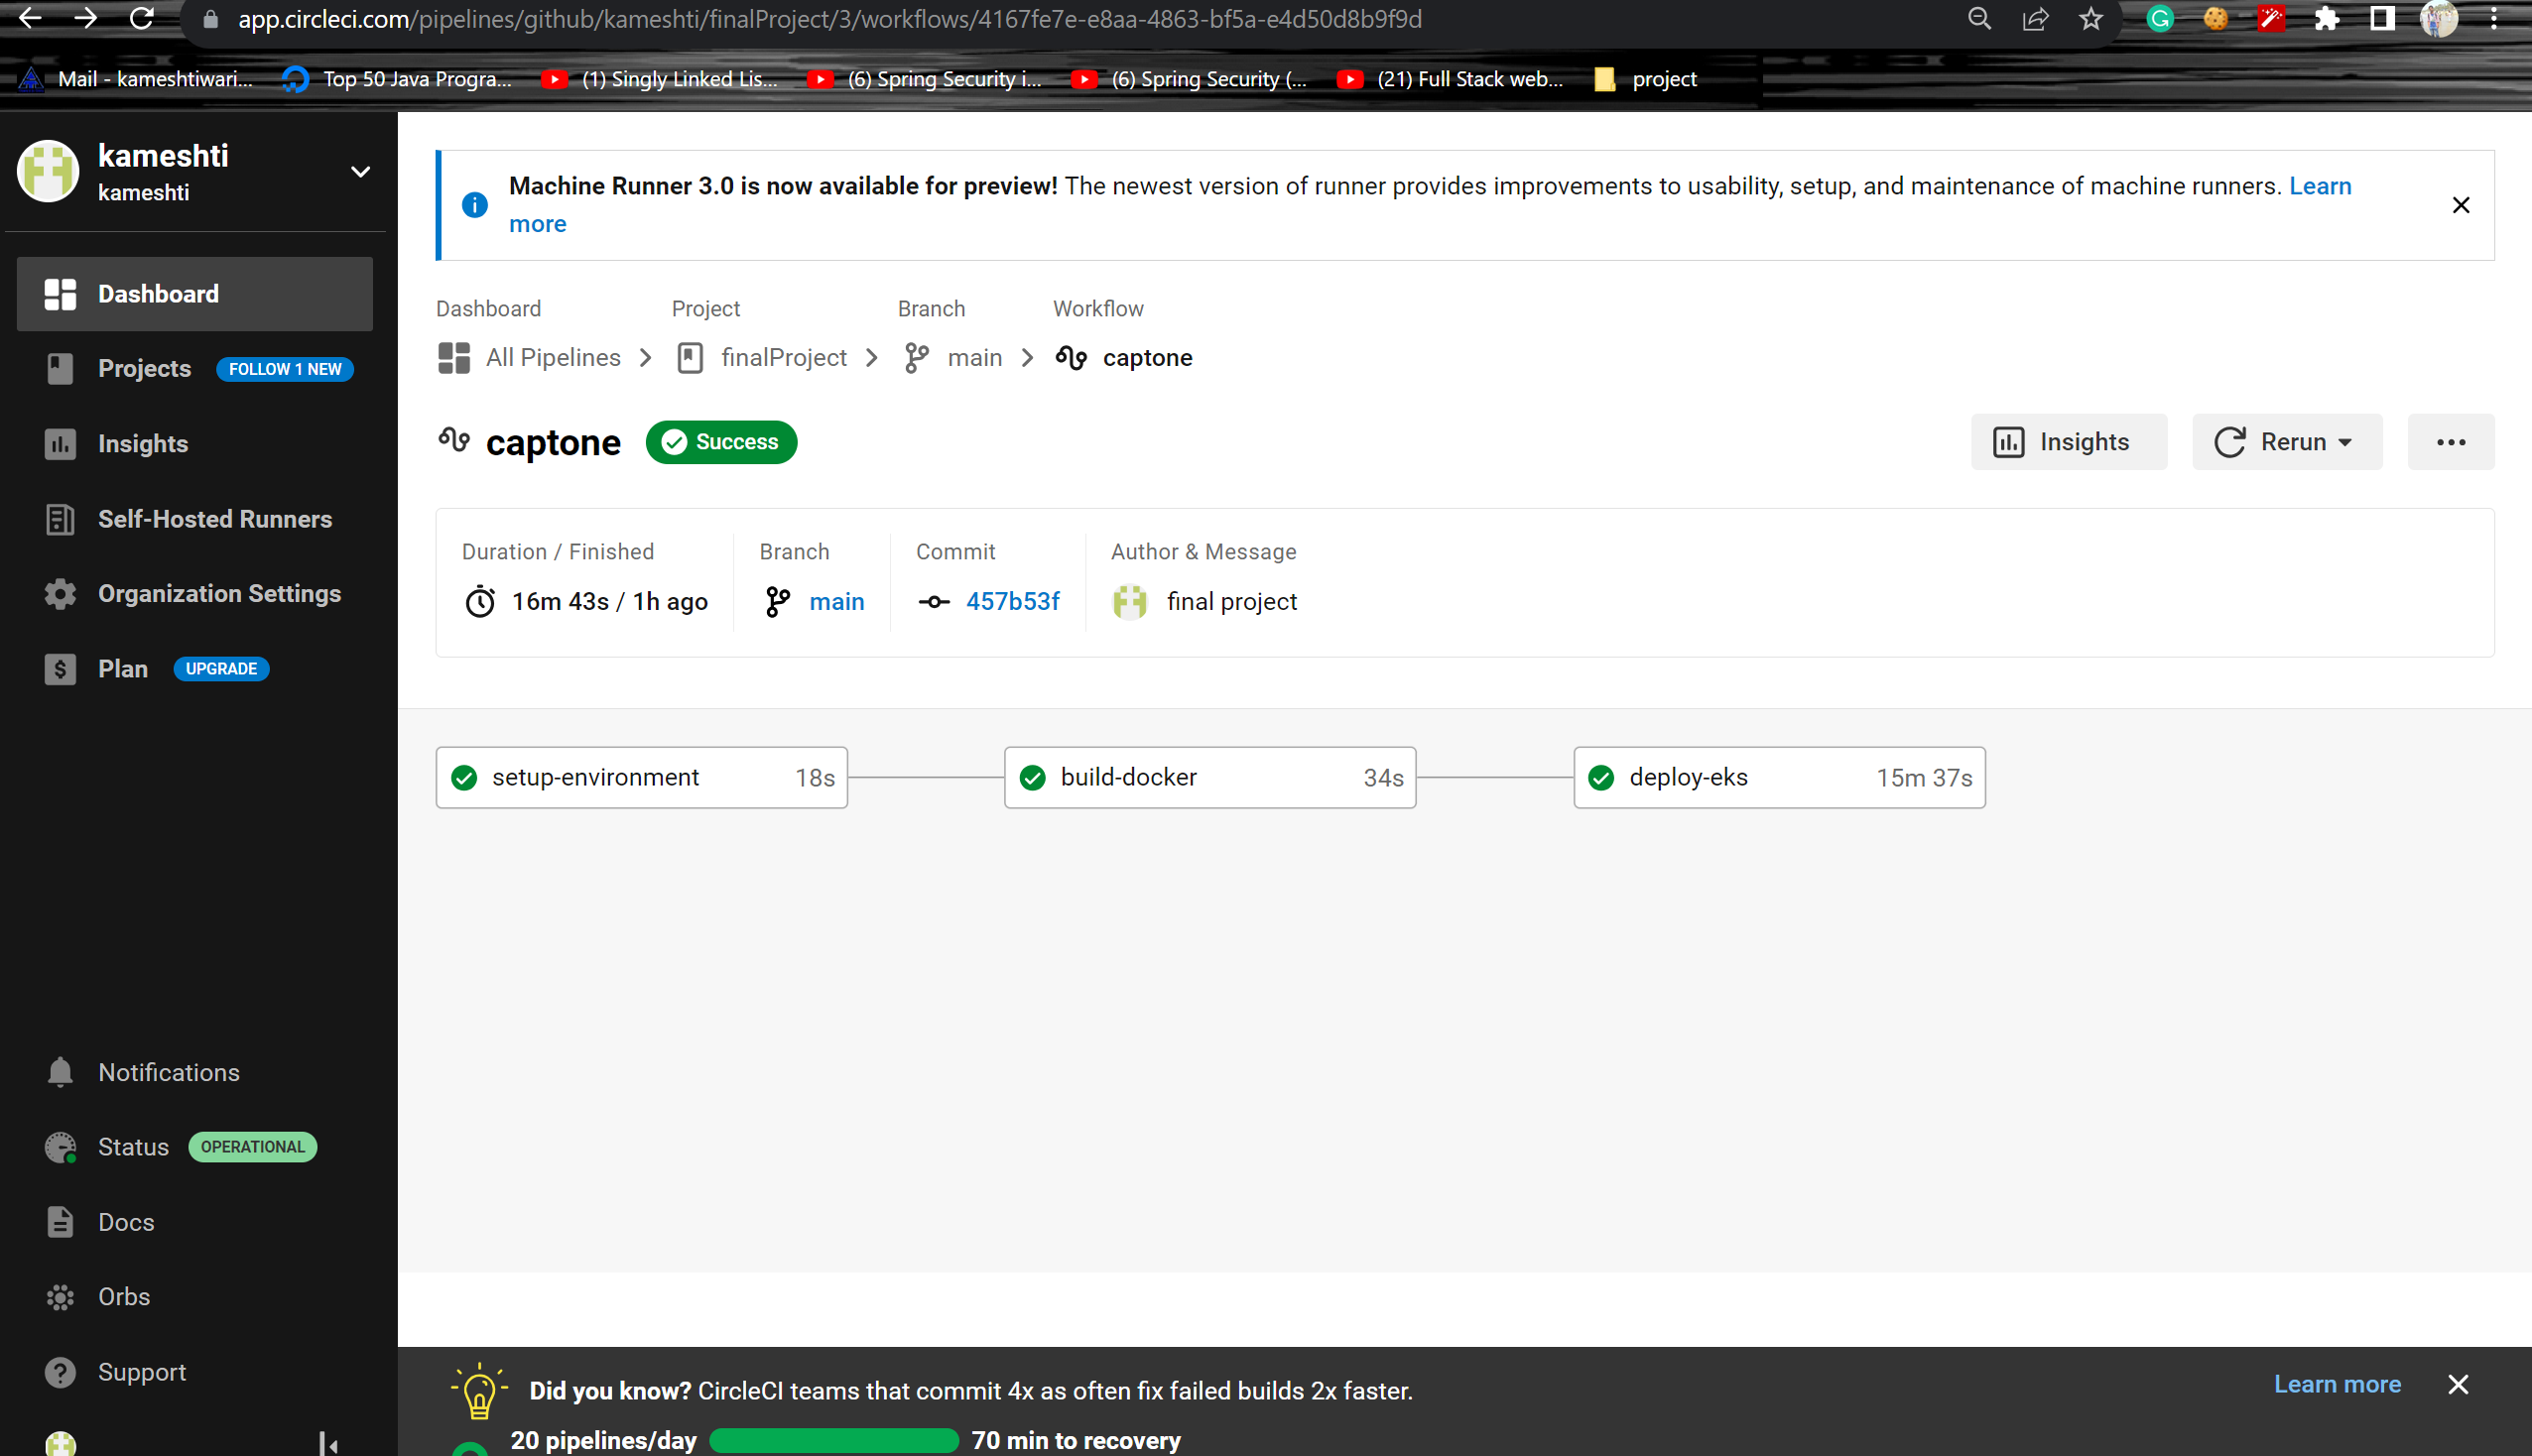 app.circleci.com/pipelines/github/kameshti/finalProject/3/workflows/4167fe7e-e8aa-4863-bf5a-e4d50d8b9f9d
Mail - kameshtiwari... Top 50 Java Progra... (1) Singly Linked Lis... (6) Spring Security i... (6) Spring Security (... (21) Full Stack web... project
kameshti
kameshti
Dashboard
Projects FOLLOW 1 NEW
Insights
Self-Hosted Runners
Organization Settings
Plan UPGRADE
Notifications
Status OPERATIONAL
Docs
Orbs
Support
Machine Runner 3.0 is now available for preview! The newest version of runner provides improvements to usability, setup, and maintenance of machine runners. Learn
more
Dashboard Project Branch Workflow
All Pipelines finalProject main captone
captone Success Insights Rerun
Duration / Finished Branch Commit Author & Message
16m 43s / 1h ago main 457b53f final project
setup-environment 18s build-docker 34s deploy-eks 15m 37s
Did you know? CircleCI teams that commit 4x as often fix failed builds 2x faster. Learn more
20 pipelines/day 70 min to recovery